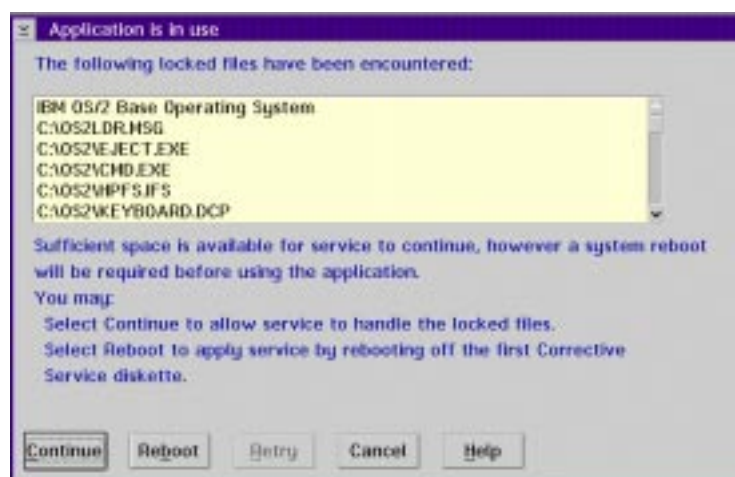 Application is in use
The following locked files have been encountered:
IBM OS/2 Base Operating System
C:\OS2LDR.MSG
C:\OS2\EJECT.EXE
C:\OS2\CMD.EXE
C:\OS2\HPFS.IFS
C:\OS2\KEYBOARD.DCP
Sufficient space is available for service to continue, however a system reboot
will be required before using the application.
You may:
Select Continue to allow service to handle the locked files.
Select Reboot to apply service by rebooting off the first Corrective
Service diskette.
Continue Reboot Retry Cancel Help